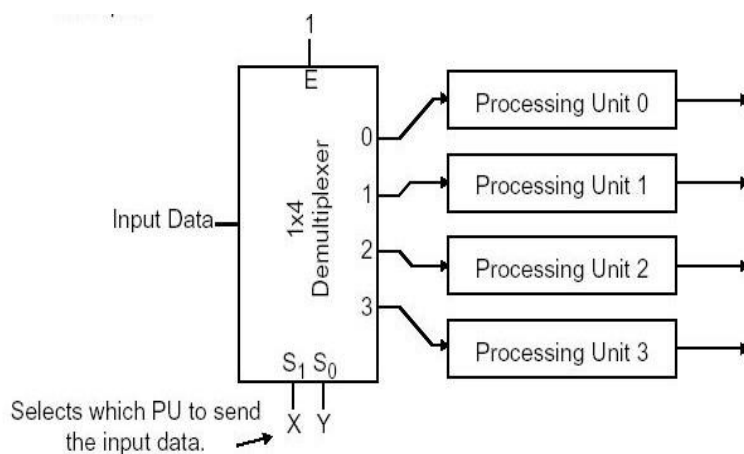 1
E
0
Processing Unit 0
1
Processing Unit 1
Input Data
1x4
Demultiplexer
2
Processing Unit 2
3
Processing Unit 3
S1 S0
Selects which PU to send
the input data.
X Y